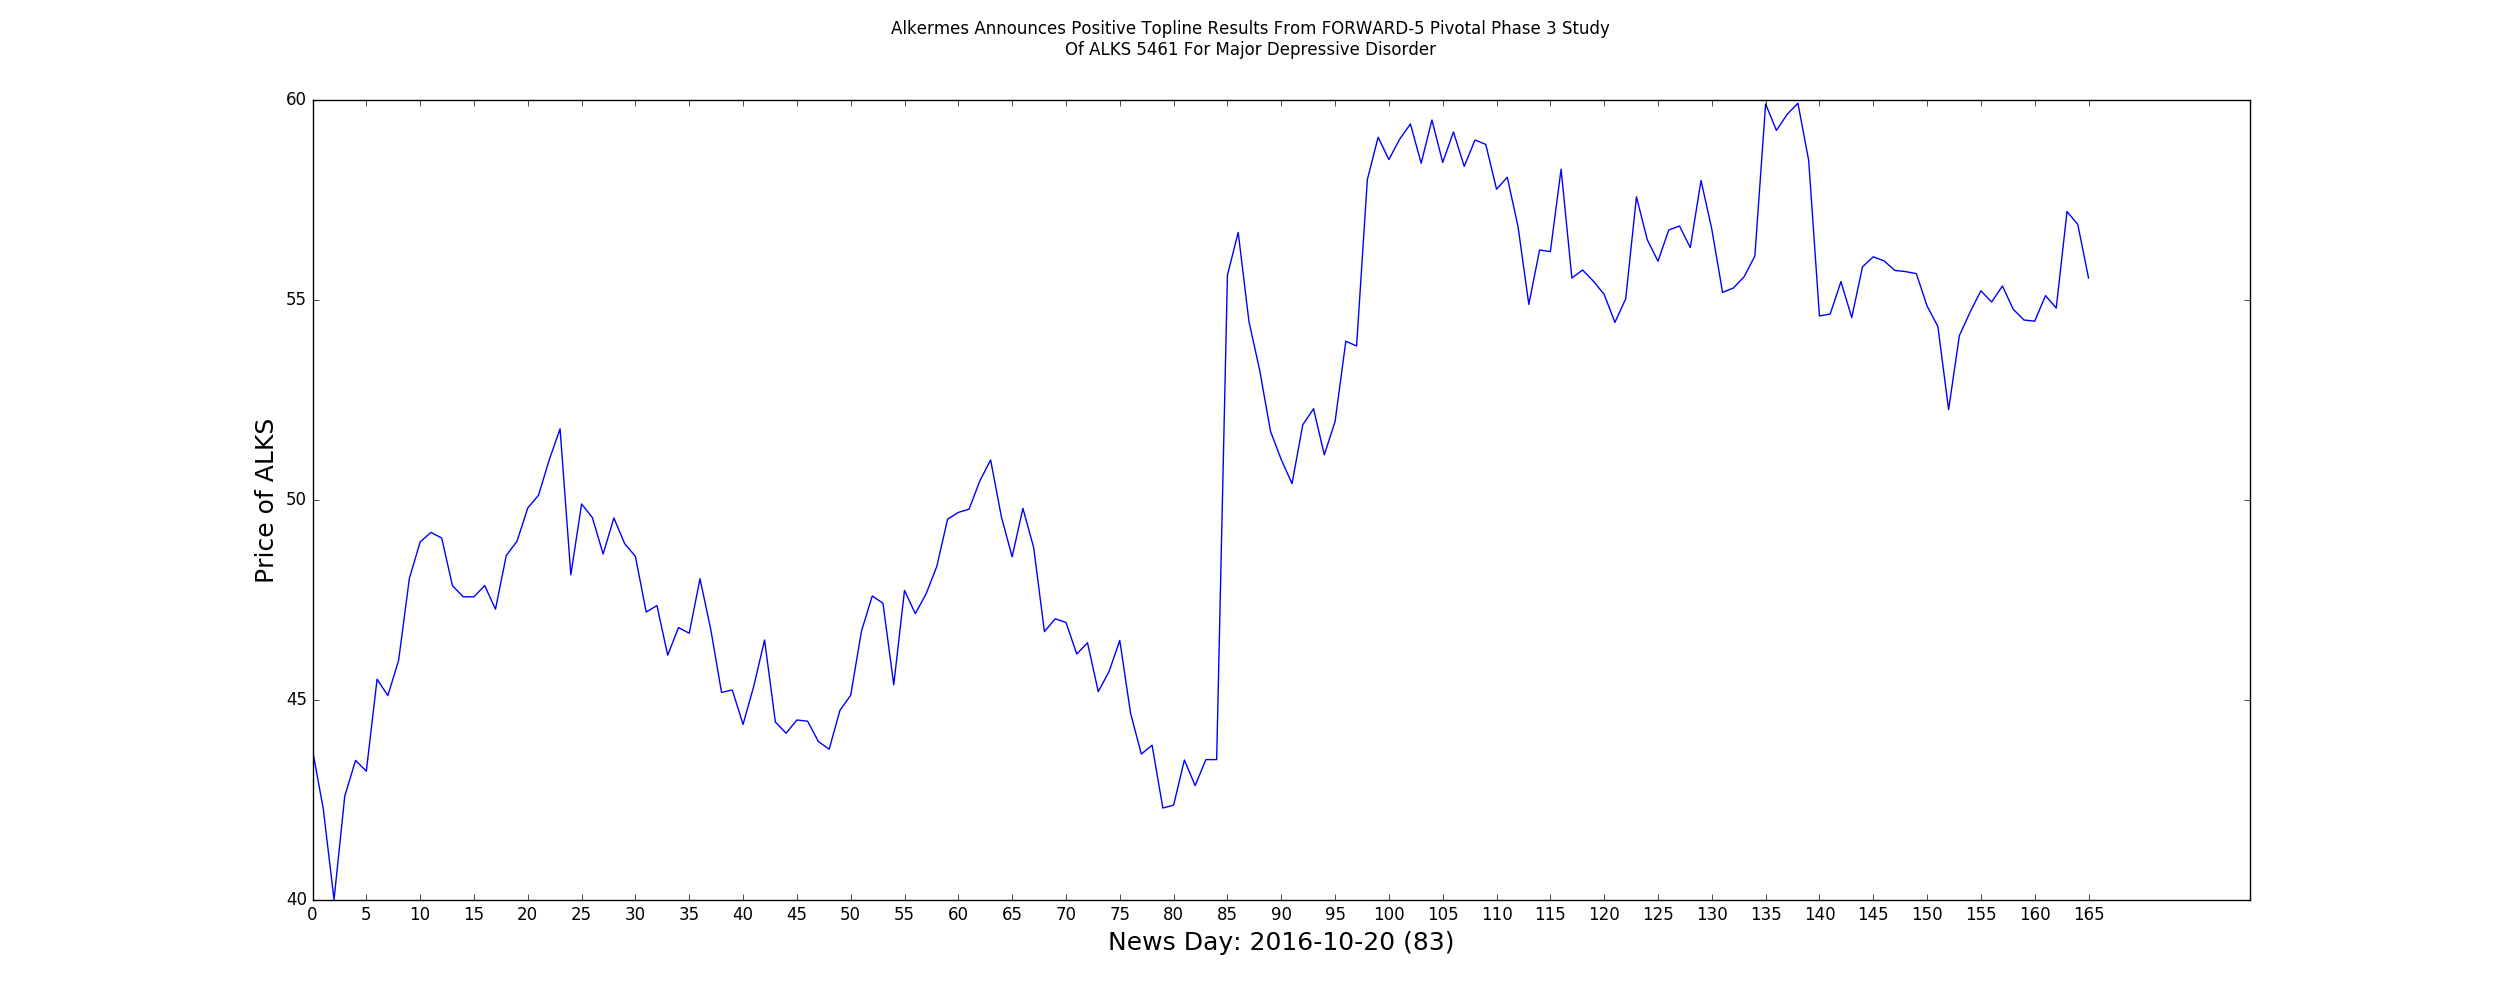 Alkermes Announces Positive Topline Results From FORWARD-5 Pivotal Phase 3 Study
Of ALKS 5461 For Major Depressive Disorder
60
55
50
45
40
Price of ALKS
0 5 10 15 20 25 30 35 40 45 50 55 60 65 70 75 80 85 90 95 100 105 110 115 120 125 130 135 140 145 150 155 160 165
News Day: 2016-10-20 (83)